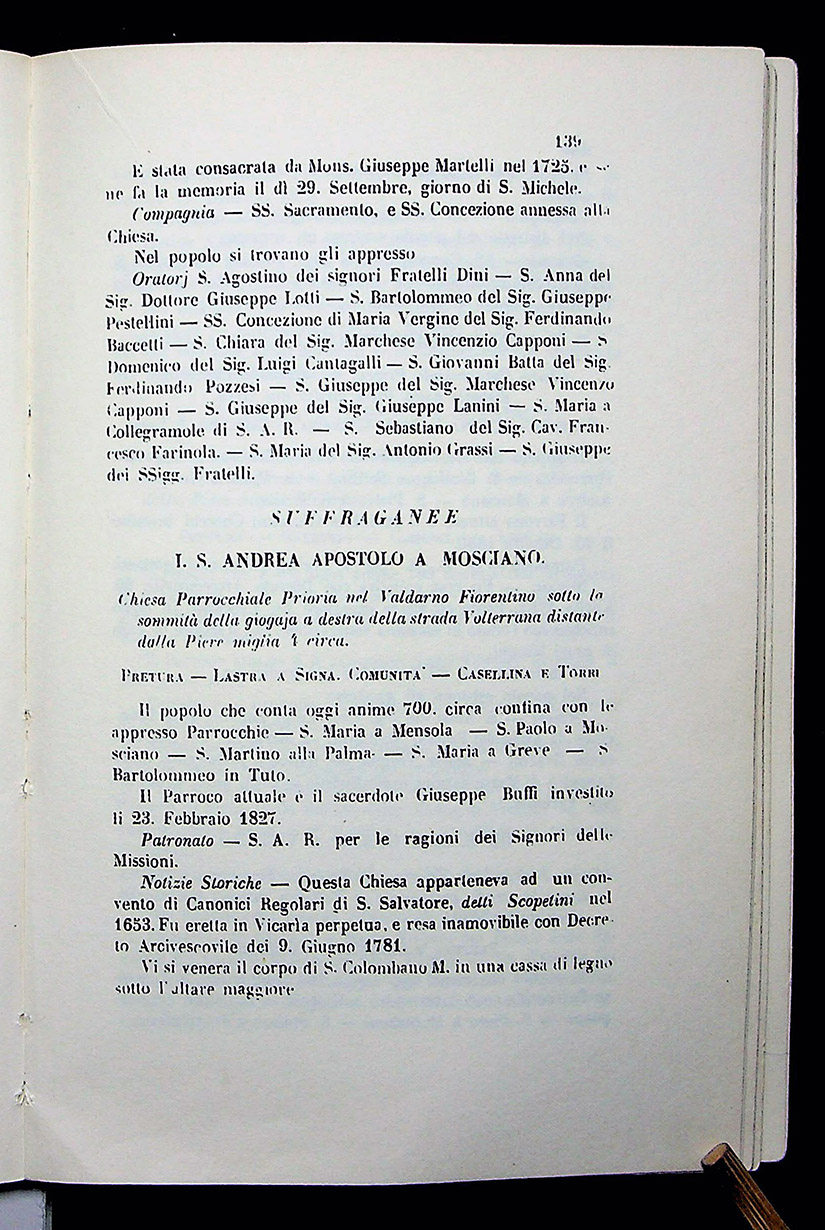 139
E stata consacrata da Mons. Giuseppe Martelli nel 1725. e se
ne fa la memoria il dì 29. Settembre, giorno di S. Michele.
Compagnia — SS. Sacramento, e SS. Concezione annessa alla
Chiesa.
Nel popolo si trovano gli appresso
Oratorj S. Agostino dei signori Fratelli Dini — S. Anna del
Sig. Dottore Giuseppe Lotti — S. Bartolommeo del Sig. Giuseppe
Pestellini — SS. Concezione di Maria Vergine del Sig. Ferdinando
Baccetti — S. Chiara del Sig. Marchese Vincenzio Capponi — S
Domenico del Sig. Luigi Cantagalli — S. Giovanni Batta del Sig.
Ferdinando Pozzesi — S. Giuseppe del Sig. Marchese Vincenzo
Capponi — S. Giuseppe del Sig. Giuseppe Lanini — S. Maria a
Collegramole di S. A. R. — S. Sebastiano del Sig. Cav. Fran-
cesco Farinola. — S. Maria del Sig. Antonio Grassi — S. Giuseppe
dei SSigg. Fratelli.
SUFFRAGANEE
I. S. ANDREA APOSTOLO A MOSCIANO.
Chiesa Parrocchiale Prioria nel Valdarno Fiorentino sotto la
sommità della giogaja a destra della strada Volterrana distante
dalla Pieve miglia 4 circa.
PRETURA — LASTRA A SIGNA. COMUNITA' — CASELLINA E TORRI
Il popolo che conta oggi anime 700. circa confina con le
appresso Parrocchie — S. Maria a Mensola — S. Paolo a Mo-
sciano — S. Martino alla Palma- — S. Maria a Greve — S
Bartolommeo in Tuto.
Il Parroco attuale è il sacerdote Giuseppe Buffi investito
li 23. Febbraio 1827.
Patronato — S. A. R. per le ragioni dei Signori delle
Missioni.
Notizie Storiche — Questa Chiesa apparteneva ad un con-
vento di Canonici Regolari di S. Salvatore, detti Scopetini nel
1653. Fu eretta in Vicarìa perpetua, e resa inamovibile con Decre-
to Arcivescovile dei 9. Giugno 1781.
Vi si venera il corpo di S. Colombano M. in una cassa di legno
sotto l'altare maggiore